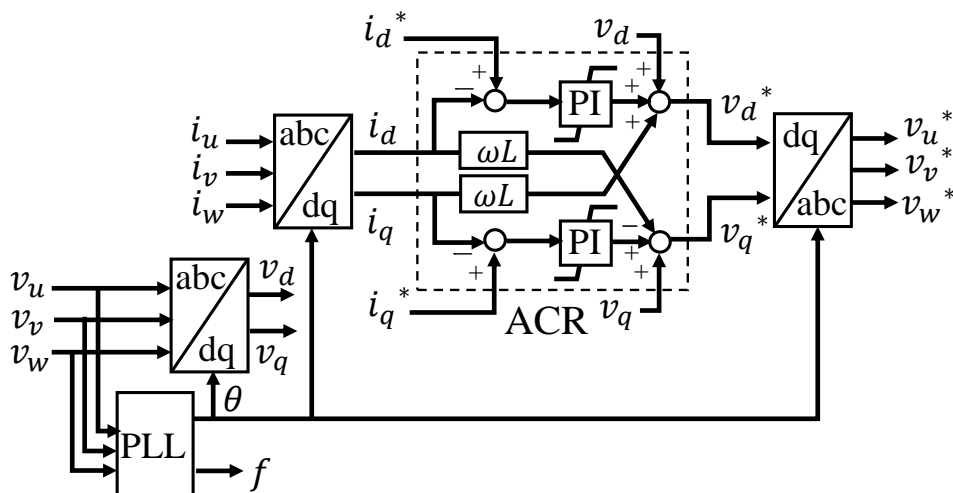 i_d^*
v_d
+
−
PI
+
+
+
v_d^*
i_u
i_v
i_w
abc
dq
i_d
i_q
ωL
ωL
dq
abc
v_u^*
v_v^*
v_w^*
−
+
PI
−
+
+
v_q^*
i_q^*
ACR
v_q
v_u
v_v
v_w
abc
dq
v_d
v_q
θ
PLL
f